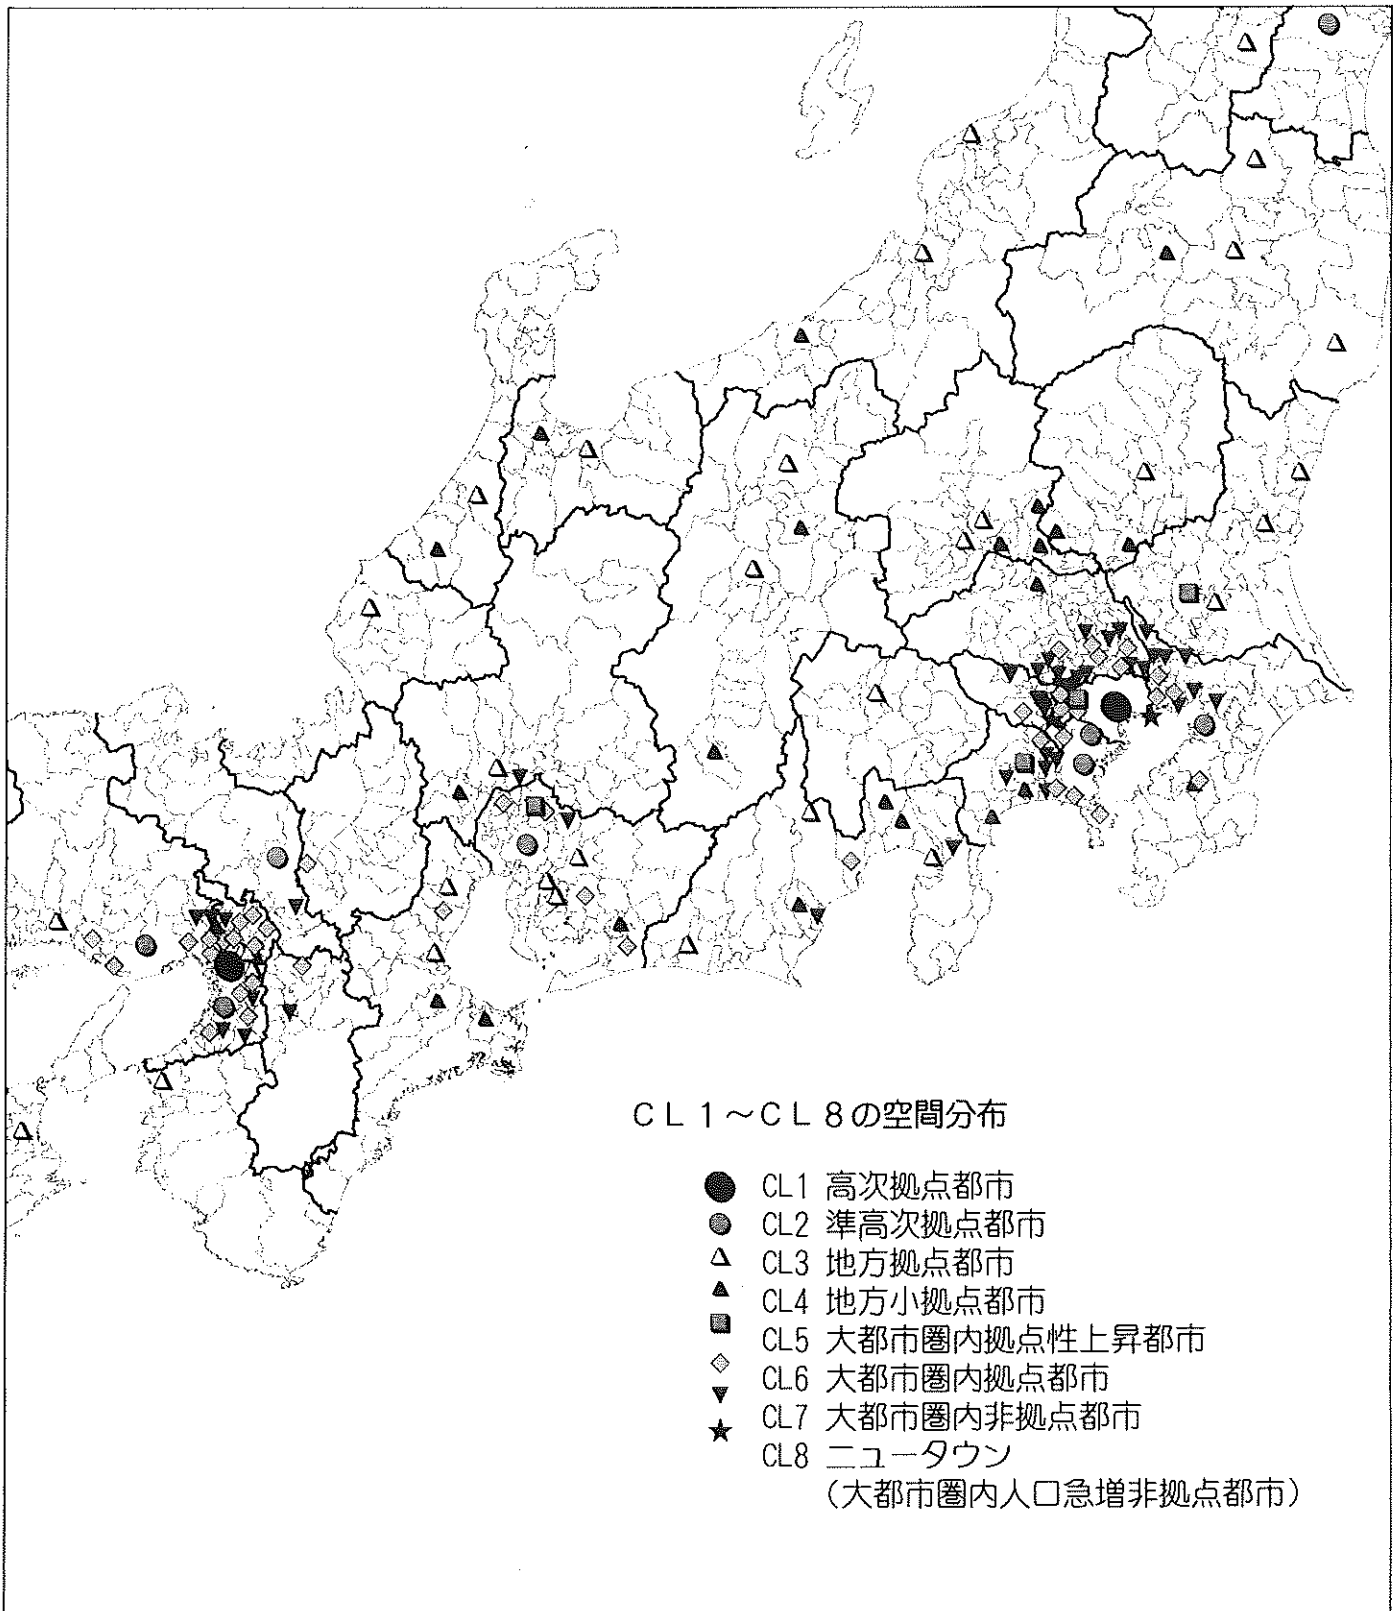 CL1～CL8の空間分布
CL1 高次拠点都市
CL2 準高次拠点都市
CL3 地方拠点都市
CL4 地方小拠点都市
CL5 大都市圏内拠点性上昇都市
CL6 大都市圏内拠点都市
CL7 大都市圏内非拠点都市
CL8 ニュータウン
（大都市圏内人口急増非拠点都市）